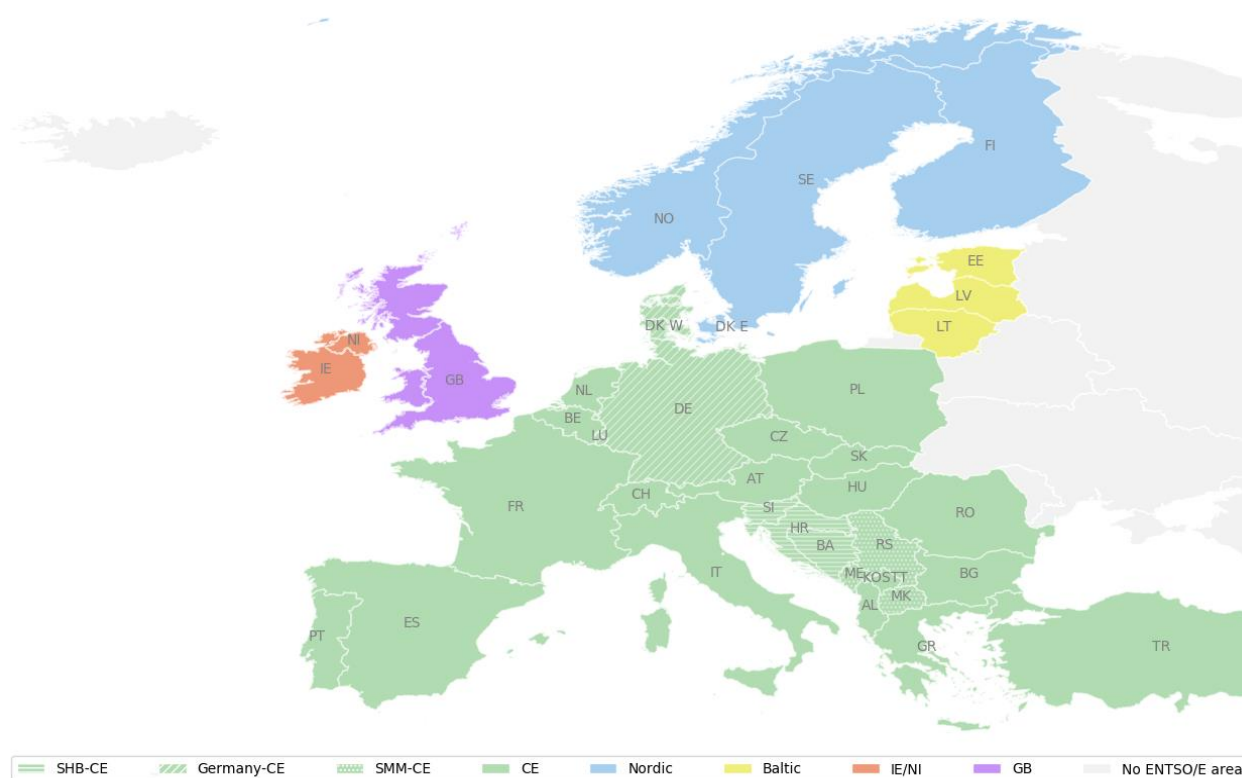 FI
SE
NO
EE
LV
LT
DK W
DK E
NI
IE
GB
NL
PL
DE
BE
LU
CZ
SK
AT
HU
CH
FR
SI
RO
HR
BA
RS
IT
ME
KOSTT
BG
MK
AL
ES
PT
GR
TR
SHB-CE Germany-CE SMM-CE CE Nordic Baltic IE/NI GB No ENTSO/E area